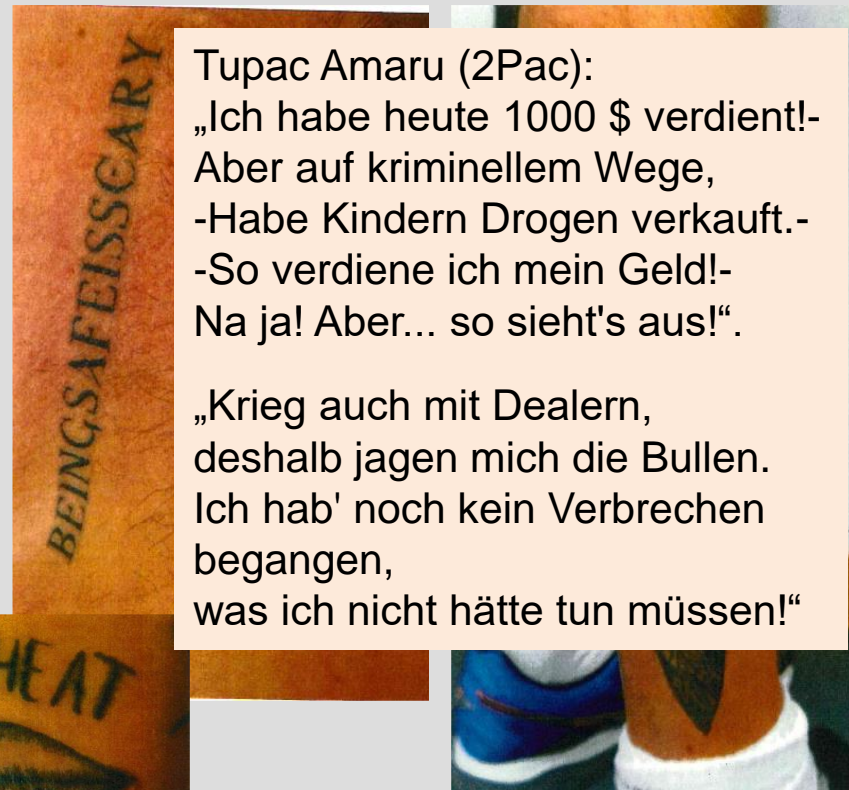 BEINGSAFEISSCARY
Tupac Amaru (2Pac):
„Ich habe heute 1000 $ verdient!-
Aber auf kriminellem Wege,
-Habe Kindern Drogen verkauft.-
-So verdiene ich mein Geld!-
Na ja! Aber... so sieht's aus!“.
„Krieg auch mit Dealern,
deshalb jagen mich die Bullen.
Ich hab' noch kein Verbrechen
begangen,
was ich nicht hätte tun müssen!“
HEAT